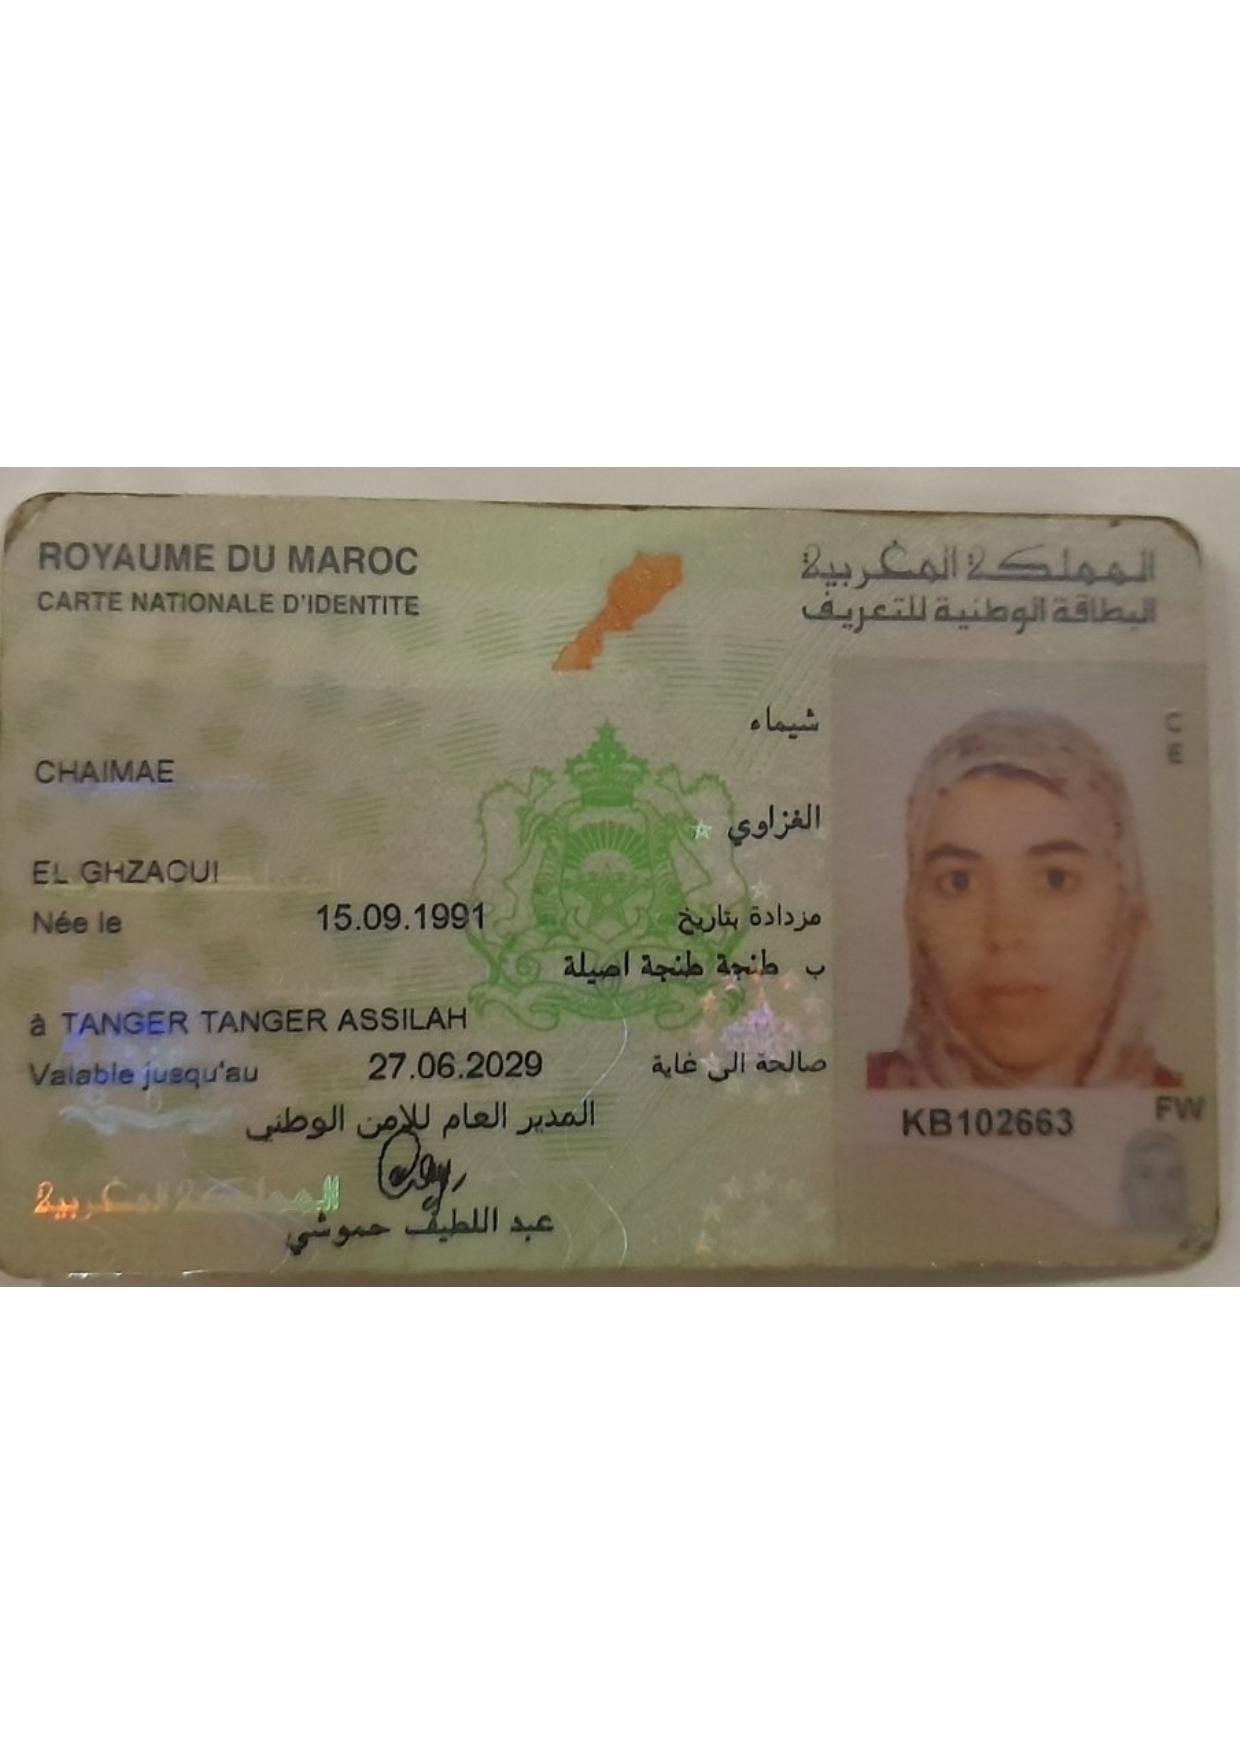 ROYAUME DU MAROC
المملكة المغربية
CARTE NATIONALE D'IDENTITE
البطاقة الوطنية للتعريف
شيماء
CHAIMAE
الغزاوي
EL GHZAOUI
Née le 15.09.1991 مزدادة بتاريخ
ب طنجة طنجة اصيلة
à TANGER TANGER ASSILAH
Valable jusqu'au 27.06.2029 صالحة الى غاية
المدير العام للامن الوطني
عبد اللطيف حموشي
المملكة المغربية
C
E
KB102663
FW